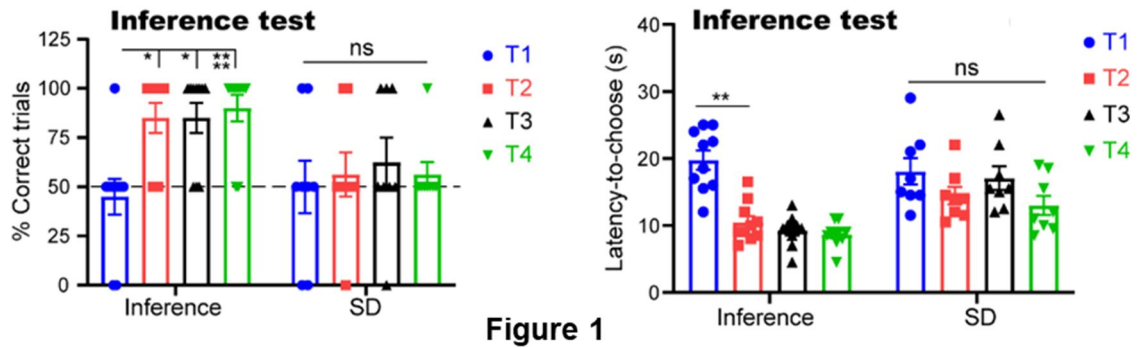 Inference test
% Correct trials
125
100
75
50
25
0
* * ** **
ns
T1
T2
T3
T4
Inference
SD
Inference test
Latency-to-choose (s)
40
30
20
10
0
**
ns
T1
T2
T3
T4
Inference
SD
Figure 1